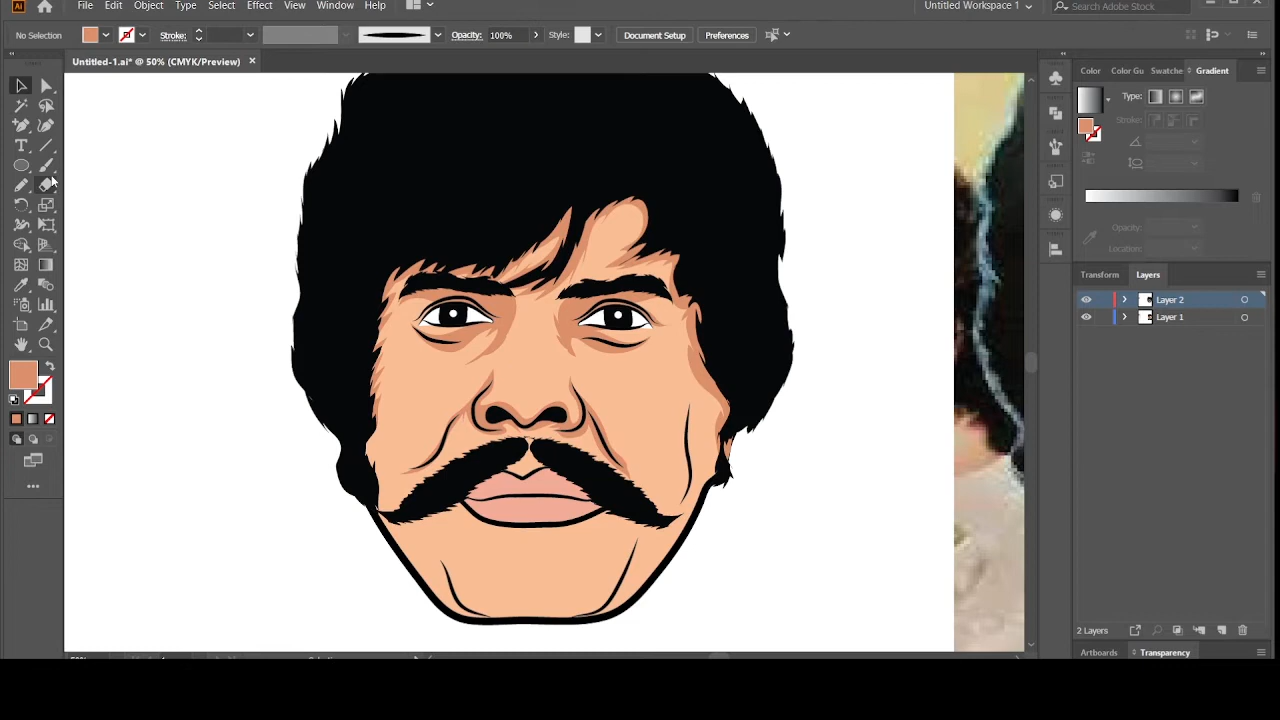 Ai File Edit Object Type Select Effect View Window Help Untitled Workspace 1 Search Adobe Stock
No Selection Stroke: Opacity: 100% Style: Document Setup Preferences
Untitled-1.ai* @ 50% (CMYK/Preview)
Color Color Gu Swatche Gradient
Type:
Stroke:
Opacity:
Location:
Transform Layers
Layer 2
Layer 1
2 Layers
Artboards Transparency